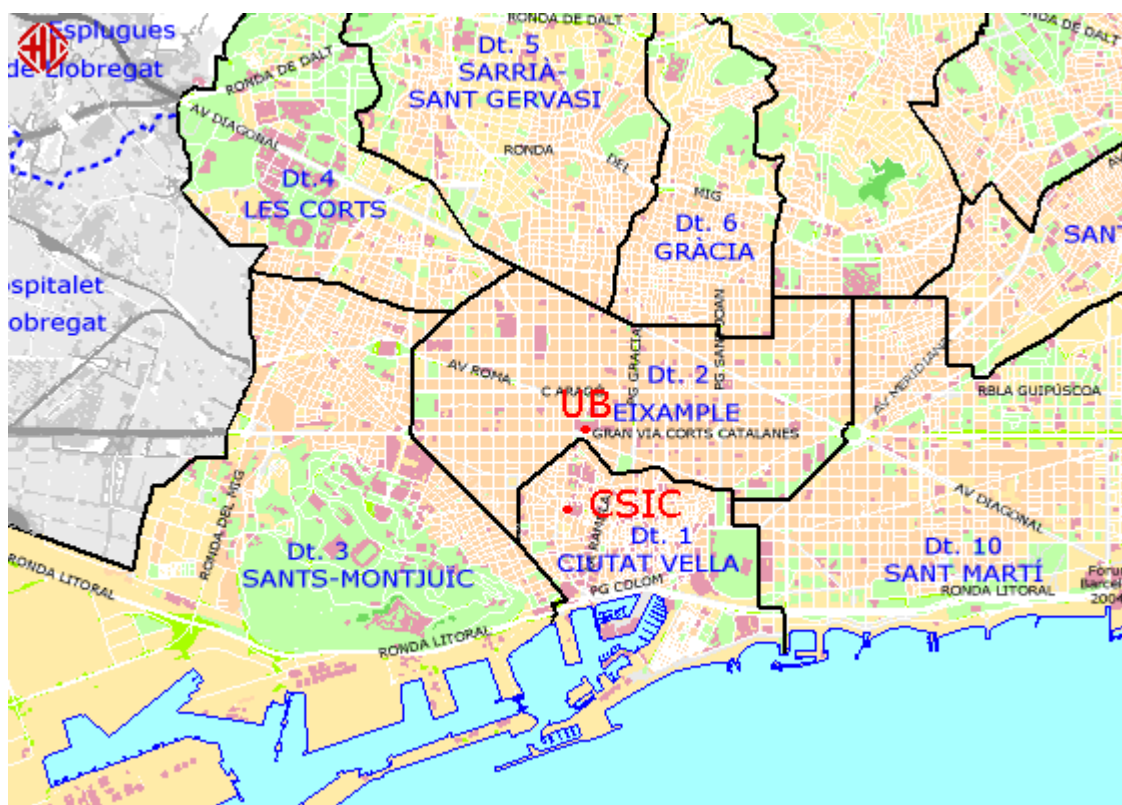 Esplugues
de Llobregat
RONDA DE DALT
RONDA DE DALT
Dt. 5
SARRIÀ-
SANT GERVASI
RONDA DE DALT
AV DIAGONAL
RONDA
DEL
MIG
Dt.4
LES CORTS
Dt. 6
GRÀCIA
SANT
AV
ospitalet
obregat
PG GRACIA
PG SANT JOAN
AV MERIDIANA
AV ROMA
C ARAGÓ
Dt. 2
EIXAMPLE
RBLA GUIPÚSCOA
UB
GRAN VIA CORTS CATALANES
CSIC
RONDA DEL MIG
AV DIAGONAL
Dt. 3
SANTS-MONTJUÏC
Dt. 1
CIUTAT VELLA
Dt. 10
SANT MARTÍ
RONDA LITORAL
PG COLOM
RONDA LITORAL
Fòrum
Barcel
2004
RONDA LITORAL